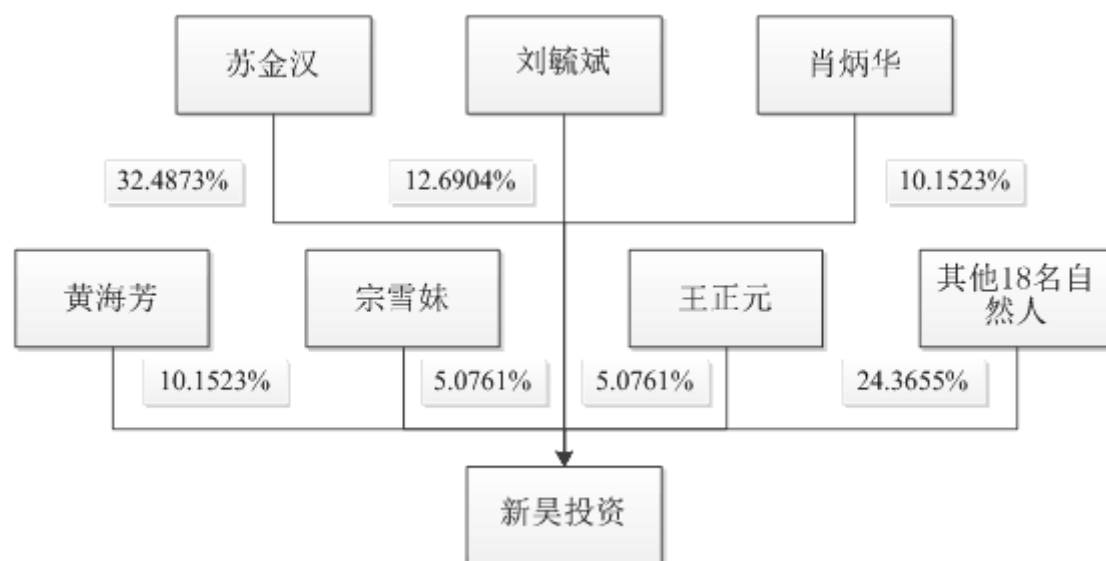 苏金汉
刘毓斌
肖炳华
32.4873%
12.6904%
10.1523%
黄海芳
宗雪妹
王正元
其他18名自
然人
10.1523%
5.0761%
5.0761%
24.3655%
新昊投资